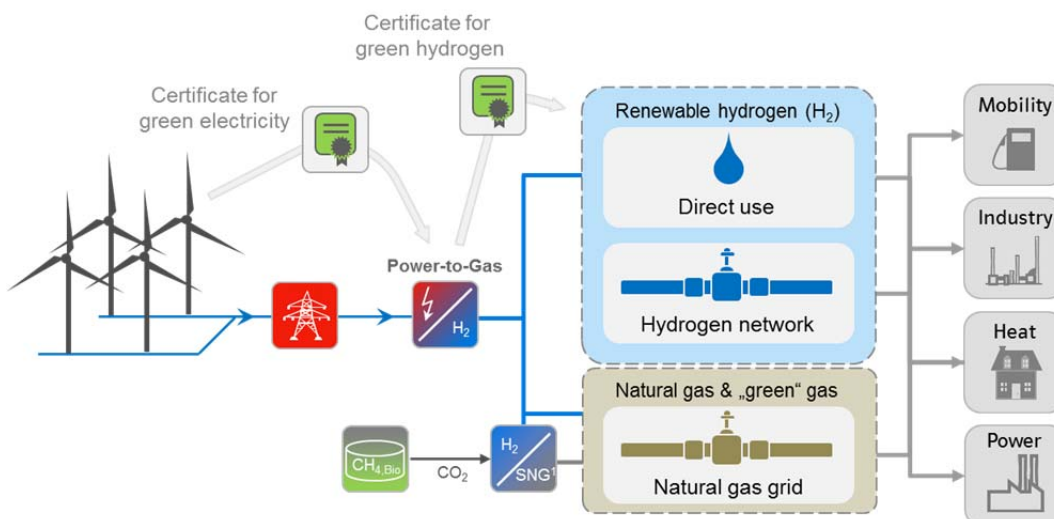 Certificate for
green hydrogen
Certificate for
green electricity
Renewable hydrogen (H₂)
Direct use
Hydrogen network
Power-to-Gas
H₂
Natural gas & „green“ gas
Natural gas grid
CH₄,Bio
CO₂
H₂
SNG¹
Mobility
Industry
Heat
Power